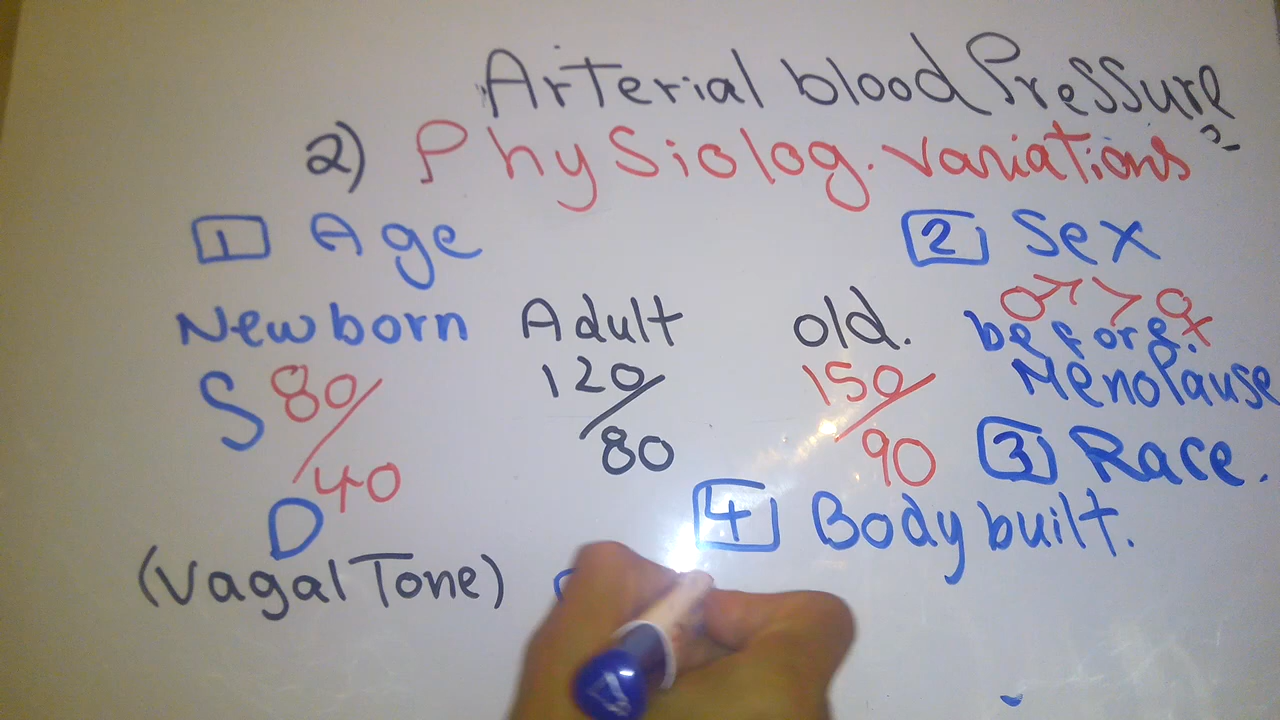 Arterial blood Pressure
2) Physiolog. variations
1 Age
2 Sex
♂ > ♀
Newborn Adult old.
before
Menopause
S 80/40 D
120/80
150/90
3 Race.
4 Body built.
(Vagal Tone)